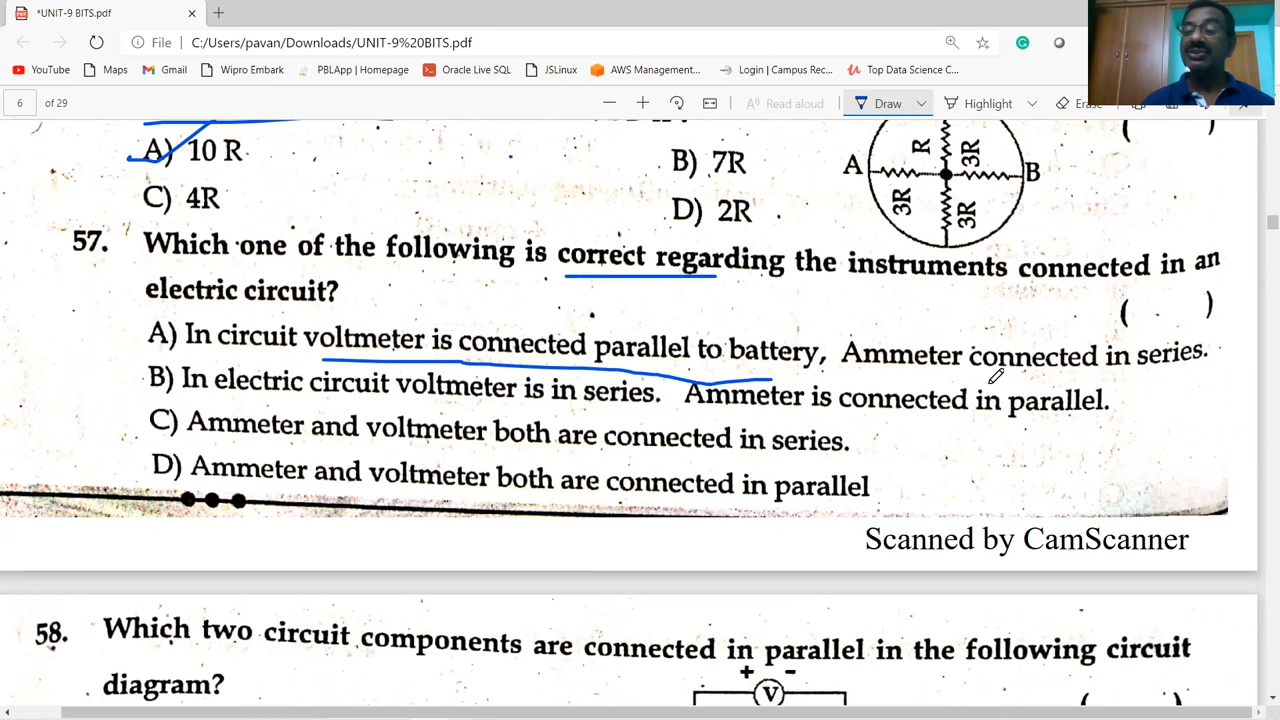 *UNIT-9 BITS.pdf
File C:/Users/pavan/Downloads/UNIT-9%20BITS.pdf
YouTube Maps Gmail Wipro Embark PBLApp | Homepage Oracle Live SQL JSLinux AWS Management... Login | Campus Rec... Top Data Science C...
6 of 29 Read aloud Draw Highlight Erase
A) 10 R B) 7R
C) 4R D) 2R
A R 3R B
3R 3R
57. Which one of the following is correct regarding the instruments connected in an
electric circuit? ( )
A) In circuit voltmeter is connected parallel to battery, Ammeter connected in series.
B) In electric circuit voltmeter is in series. Ammeter is connected in parallel.
C) Ammeter and voltmeter both are connected in series.
D) Ammeter and voltmeter both are connected in parallel
Scanned by CamScanner
58. Which two circuit components are connected in parallel in the following circuit
diagram?
+ -
V